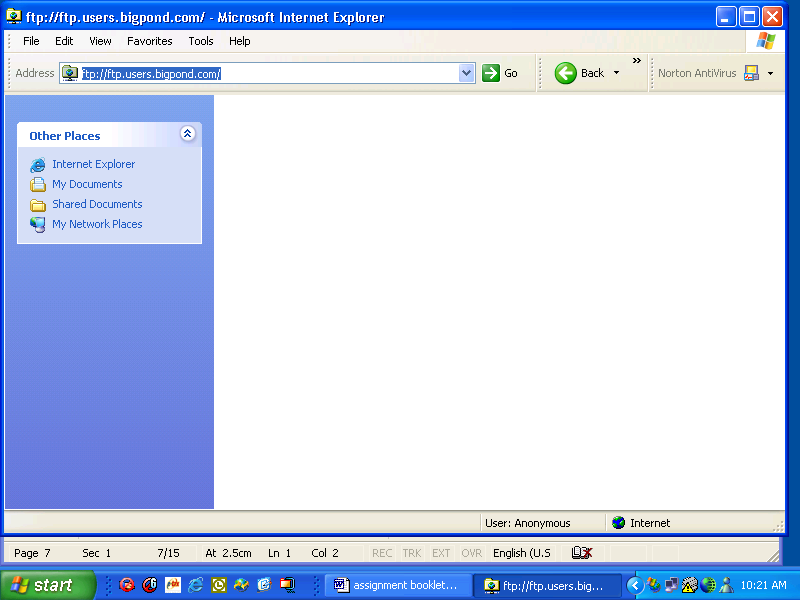 ftp://ftp.users.bigpond.com/ - Microsoft Internet Explorer
File Edit View Favorites Tools Help
Address ftp://ftp.users.bigpond.com/ Go Back » Norton AntiVirus
Other Places
Internet Explorer
My Documents
Shared Documents
My Network Places
User: Anonymous Internet
Page 7 Sec 1 7/15 At 2.5cm Ln 1 Col 2 REC TRK EXT OVR English (U.S
start assignment booklet... ftp://ftp.users.big... 10:21 AM